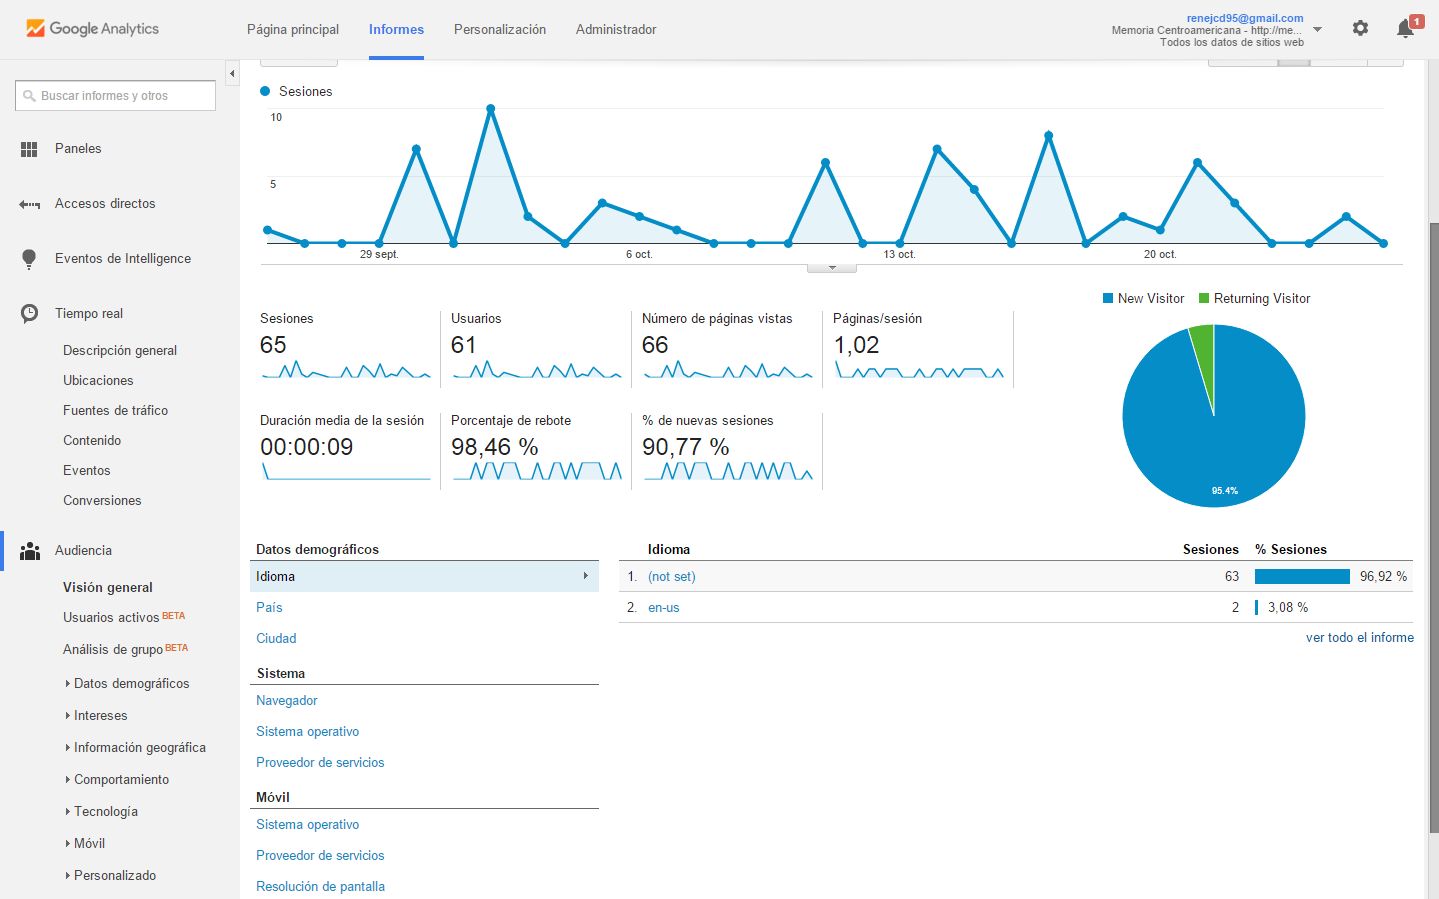 Google Analytics
Página principal
Informes
Personalización
Administrador
renejcd95@gmail.com
Memoria Centroamericana - http://me...
Todos los datos de sitios web
1
Buscar informes y otros
Paneles
Accesos directos
Eventos de Intelligence
Tiempo real
Descripción general
Ubicaciones
Fuentes de tráfico
Contenido
Eventos
Conversiones
Audiencia
Visión general
Usuarios activos BETA
Análisis de grupo BETA
Datos demográficos
Intereses
Información geográfica
Comportamiento
Tecnología
Móvil
Personalizado
Sesiones
10
5
29 sept.
6 oct.
13 oct.
20 oct.
Sesiones
65
Usuarios
61
Número de páginas vistas
66
Páginas/sesión
1,02
Duración media de la sesión
00:00:09
Porcentaje de rebote
98,46 %
% de nuevas sesiones
90,77 %
New Visitor
Returning Visitor
95.4%
Datos demográficos
Idioma
País
Ciudad
Sistema
Navegador
Sistema operativo
Proveedor de servicios
Móvil
Sistema operativo
Proveedor de servicios
Resolución de pantalla
Idioma Sesiones % Sesiones
1. (not set) 63 96,92 %
2. en-us 2 3,08 %
ver todo el informe